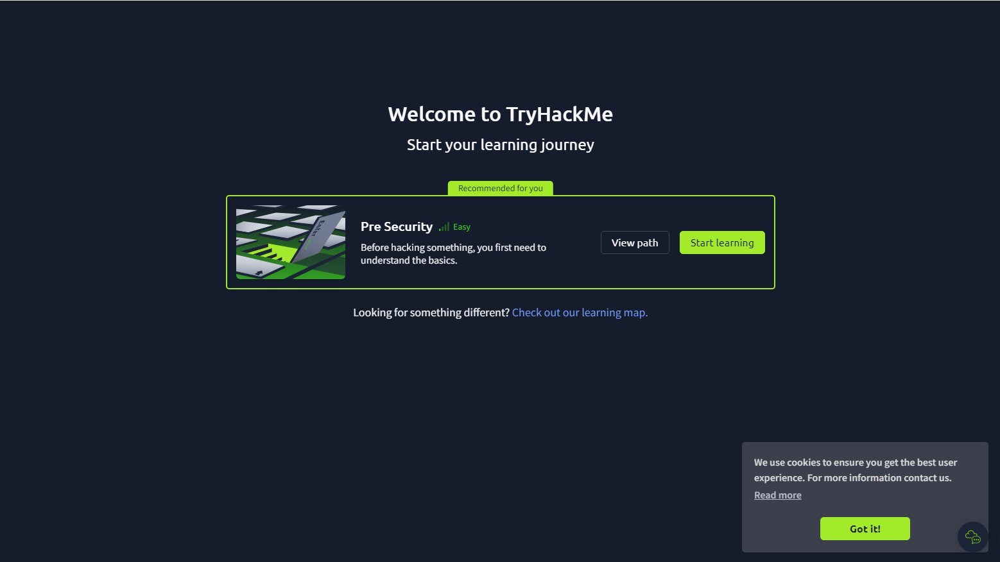 Welcome to TryHackMe
Start your learning journey
Recommended for you
Enter
Pre Security Easy
Before hacking something, you first need to
understand the basics.
View path
Start learning
Looking for something different? Check out our learning map.
We use cookies to ensure you get the best user
experience. For more information contact us.
Read more
Got it!